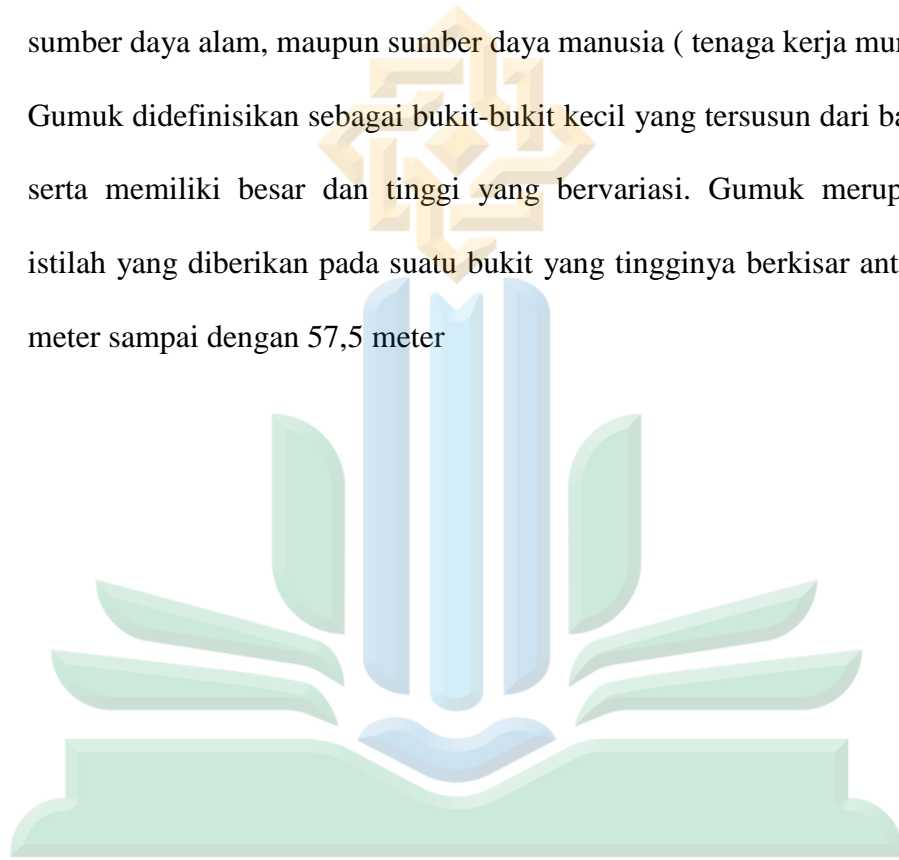 sumber daya alam, maupun sumber daya manusia ( tenaga kerja
Gumuk didefinisikan sebagai bukit-bukit kecil yang tersusun dari
serta memiliki besar dan tinggi yang bervariasi. Gumuk
istilah yang diberikan pada suatu bukit yang tingginya berkisar
meter sampai dengan 57,5 meter